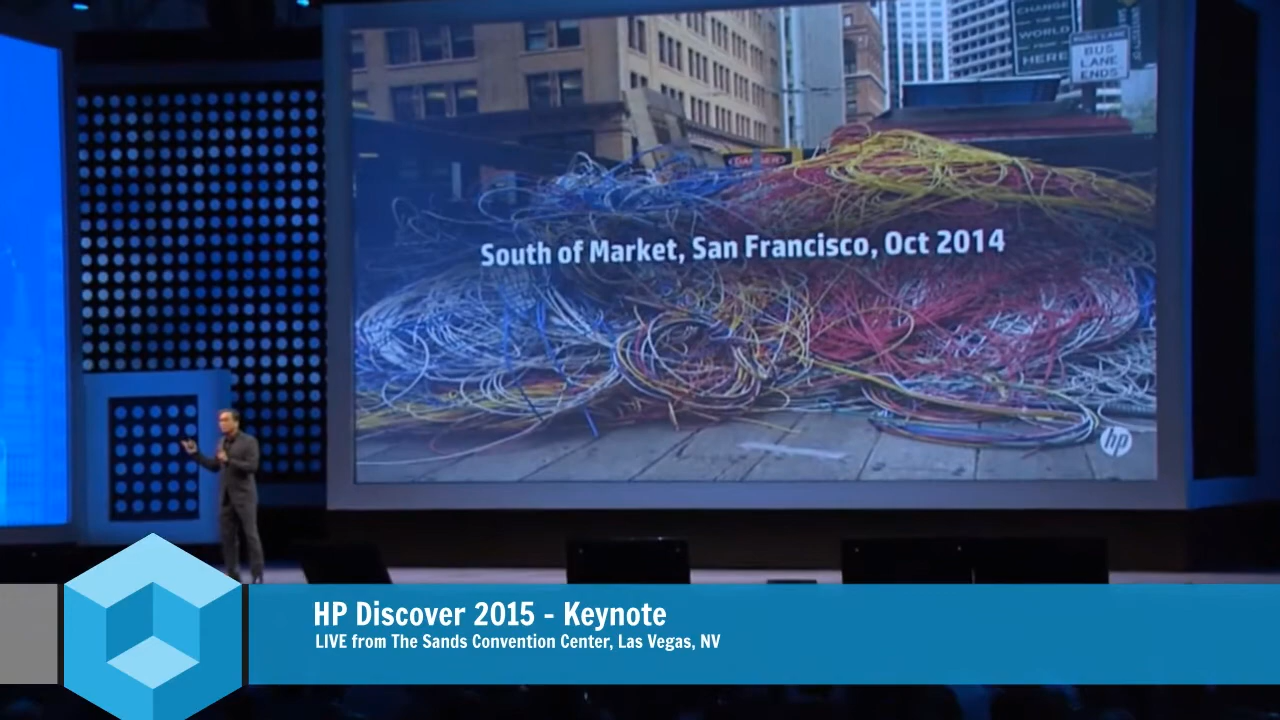 CHANGE
THE
WORLD
FROM
HERE
BUS
LANE
ENDS
DANGER
South of Market, San Francisco, Oct 2014
hp
HP Discover 2015 - Keynote
LIVE from The Sands Convention Center, Las Vegas, NV